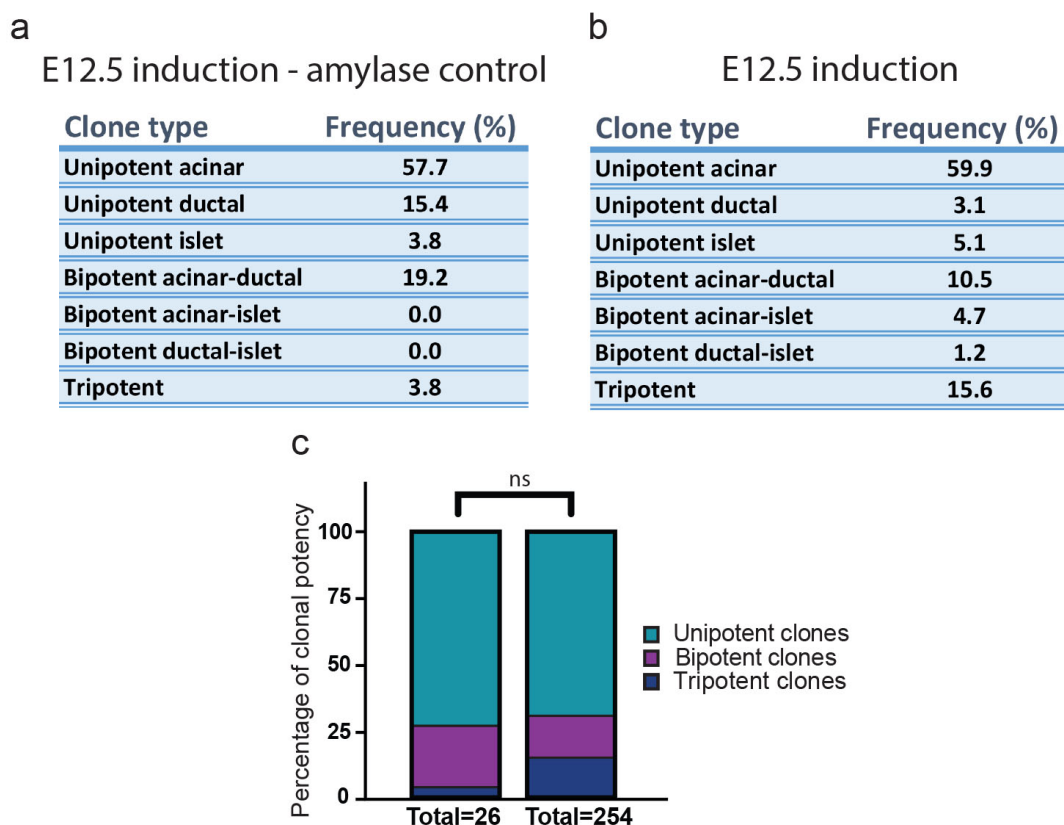 a
E12.5 induction - amylase control
Clone type Frequency (%)
Unipotent acinar 57.7
Unipotent ductal 15.4
Unipotent islet 3.8
Bipotent acinar-ductal 19.2
Bipotent acinar-islet 0.0
Bipotent ductal-islet 0.0
Tripotent 3.8
b
E12.5 induction
Clone type Frequency (%)
Unipotent acinar 59.9
Unipotent ductal 3.1
Unipotent islet 5.1
Bipotent acinar-ductal 10.5
Bipotent acinar-islet 4.7
Bipotent ductal-islet 1.2
Tripotent 15.6
c
ns
Percentage of clonal potency
100
75
50
25
0
Total=26 Total=254
Unipotent clones
Bipotent clones
Tripotent clones